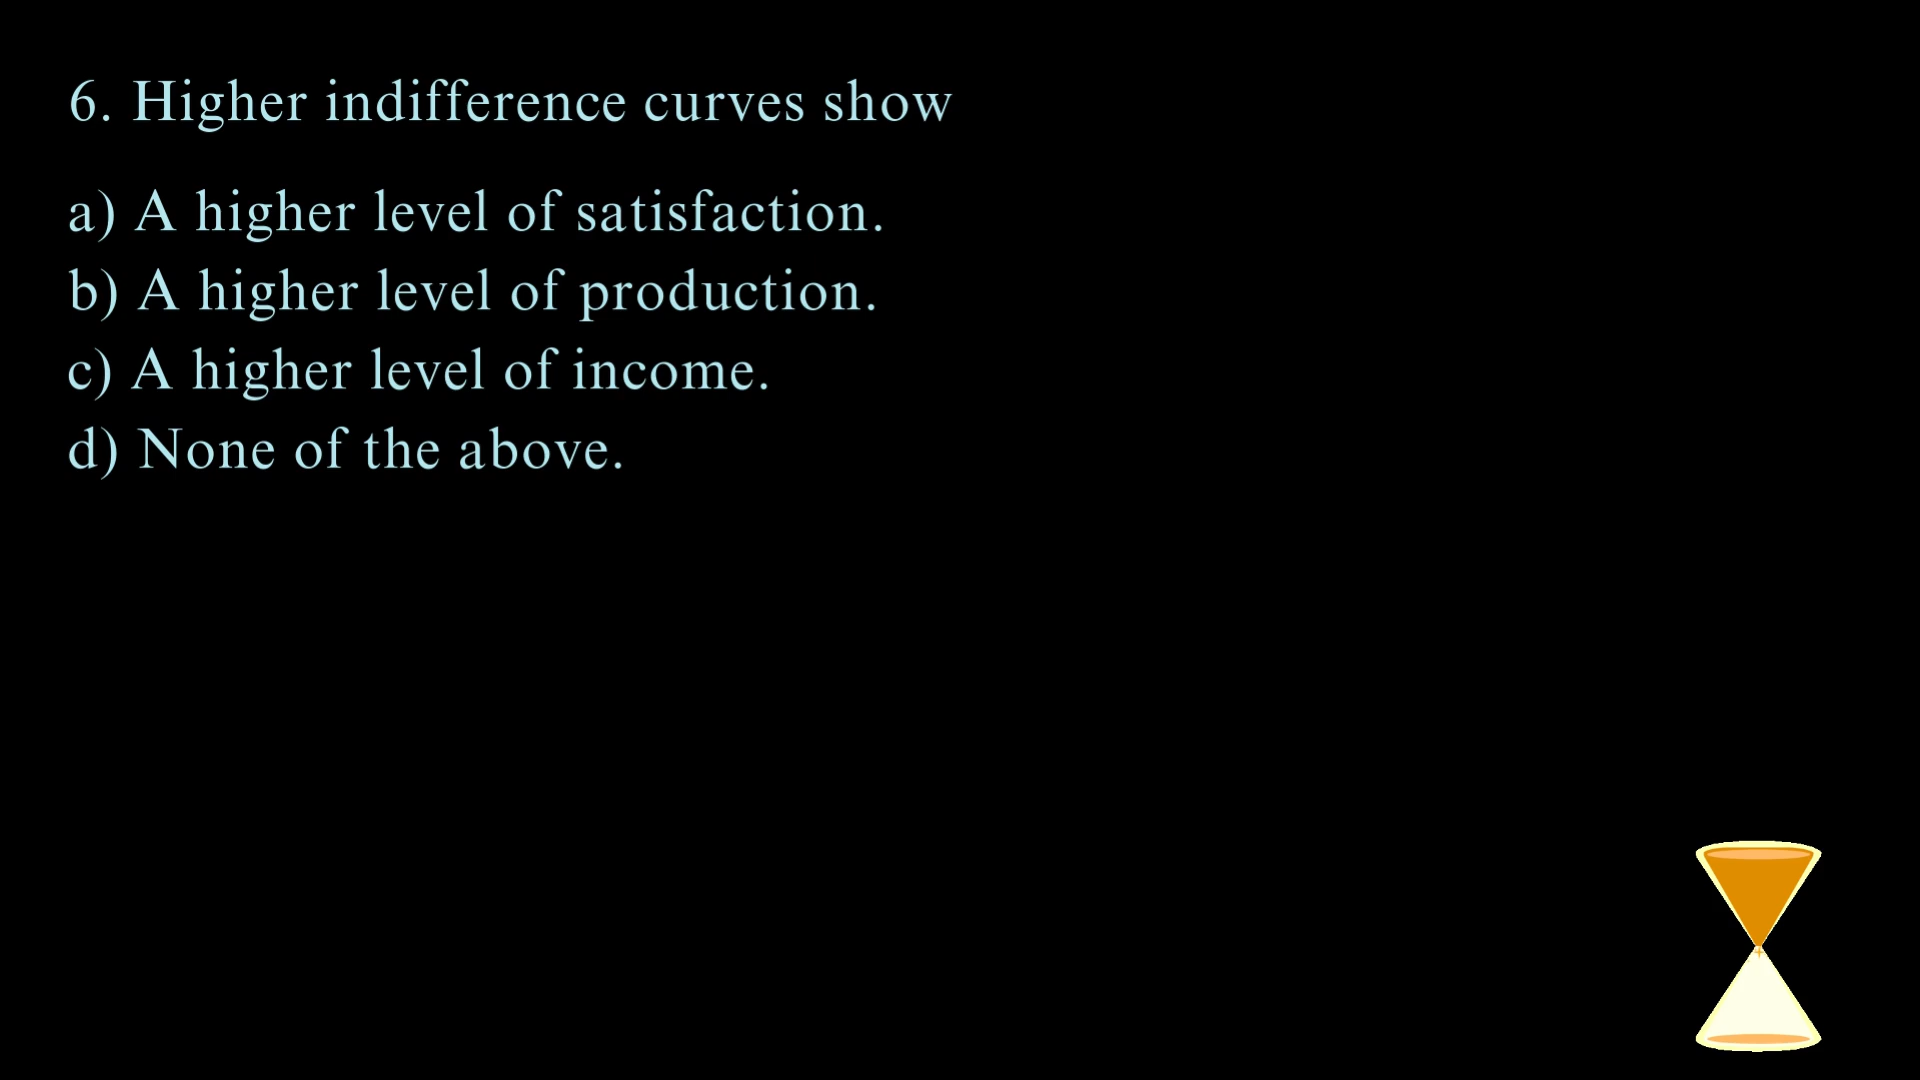 6. Higher indifference curves show
a) A higher level of satisfaction.
b) A higher level of production.
c) A higher level of income.
d) None of the above.